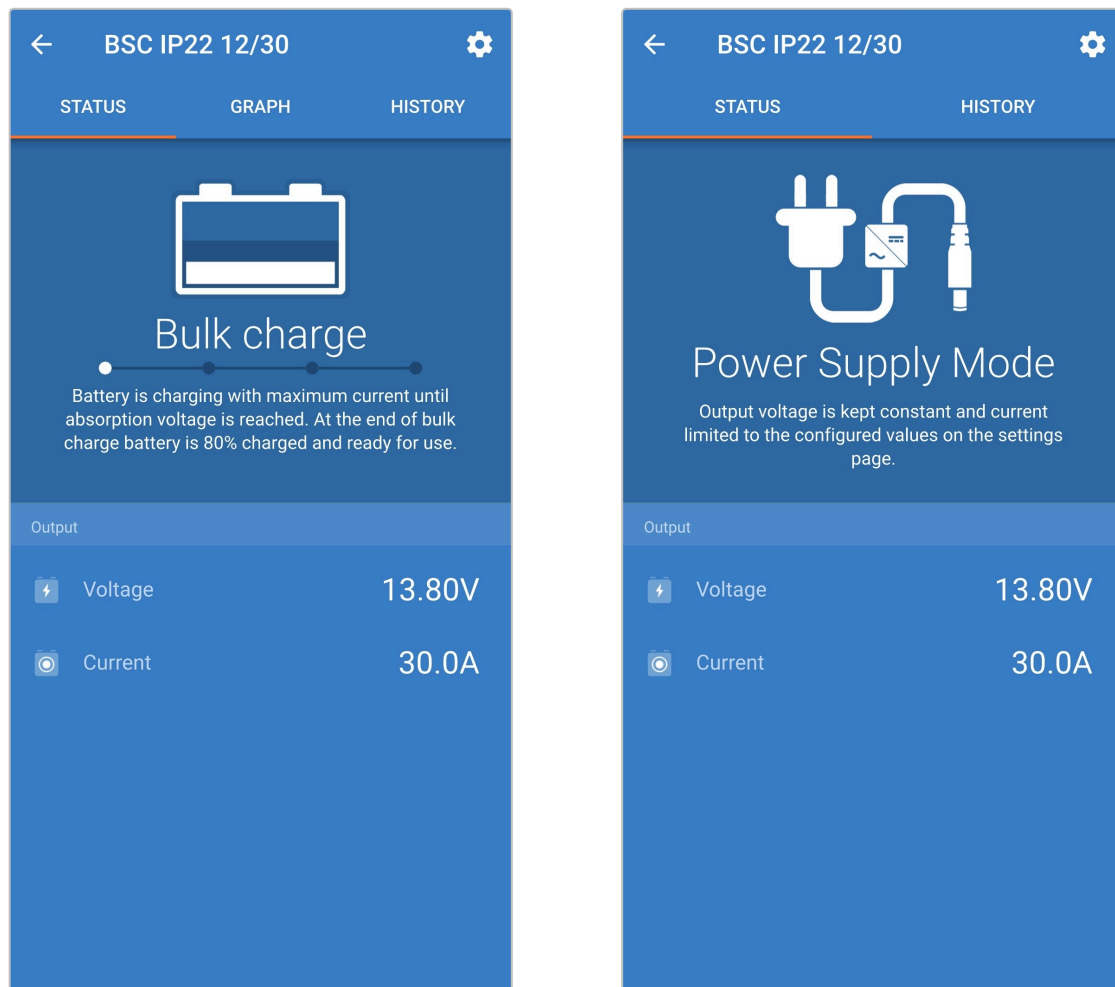 BSC IP22 12/30
STATUS GRAPH HISTORY
Bulk charge
Battery is charging with maximum current until
absorption voltage is reached. At the end of bulk
charge battery is 80% charged and ready for use.
Output
Voltage 13.80V
Current 30.0A
BSC IP22 12/30
STATUS HISTORY
Power Supply Mode
Output voltage is kept constant and current
limited to the configured values on the settings
page.
Output
Voltage 13.80V
Current 30.0A